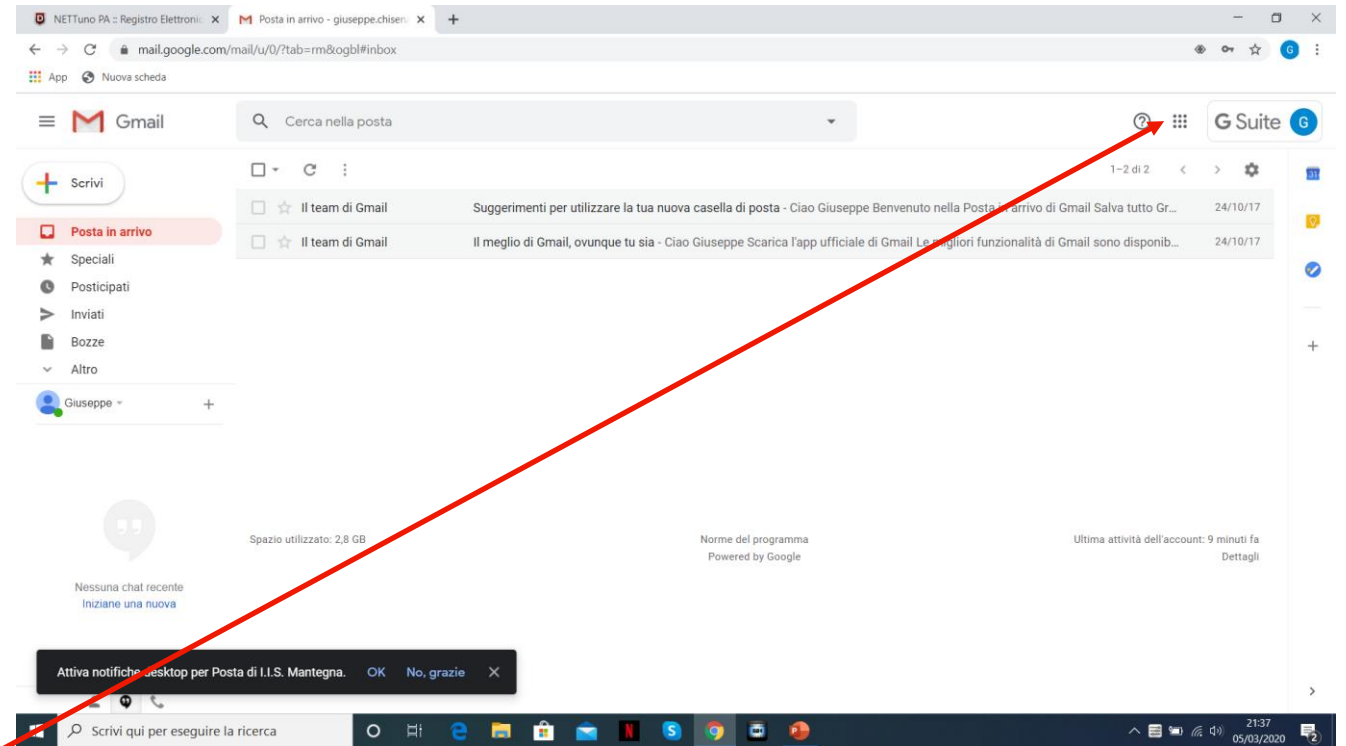 NETTuno PA :: Registro Elettronic
Posta in arrivo - giuseppe.chisen
mail.google.com/mail/u/0/?tab=rm&ogbl#inbox
G
App Nuova scheda
Gmail
Cerca nella posta
G Suite G
Scrivi
1–2 di 2
31
Il team di Gmail Suggerimenti per utilizzare la tua nuova casella di posta - Ciao Giuseppe Benvenuto nella Posta in arrivo di Gmail Salva tutto Gr... 24/10/17
Posta in arrivo
Il team di Gmail Il meglio di Gmail, ovunque tu sia - Ciao Giuseppe Scarica l'app ufficiale di Gmail Le migliori funzionalità di Gmail sono disponib... 24/10/17
Speciali
Posticipati
Inviati
Bozze
Altro
Giuseppe
Spazio utilizzato: 2,8 GB
Norme del programma
Powered by Google
Ultima attività dell'account: 9 minuti fa
Dettagli
Nessuna chat recente
Iniziane una nuova
Attiva notifiche desktop per Posta di I.I.S. Mantegna. OK No, grazie
Scrivi qui per eseguire la ricerca
21:37
05/03/2020
2